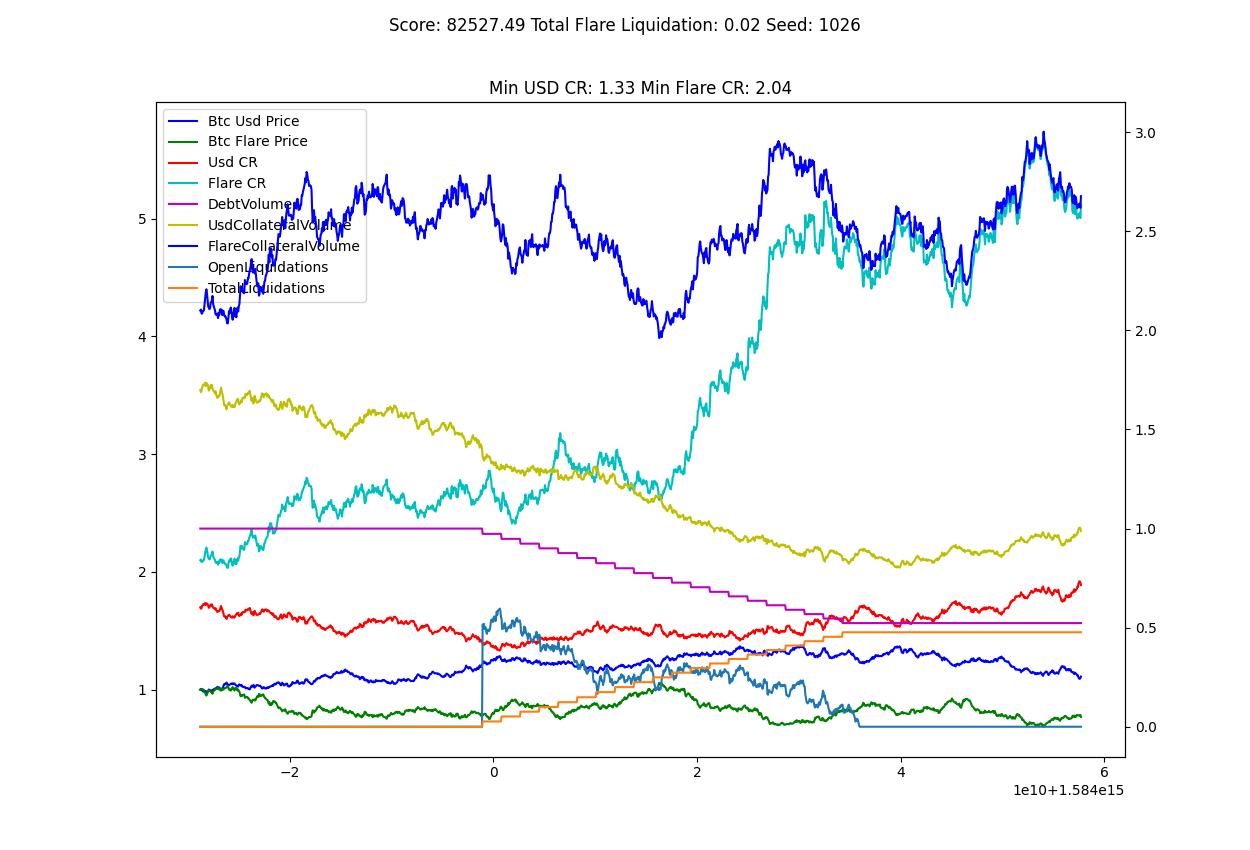 Score: 82527.49 Total Flare Liquidation: 0.02 Seed: 1026
Min USD CR: 1.33 Min Flare CR: 2.04
Btc Usd Price
Btc Flare Price
Usd CR
Flare CR
DebtVolume
UsdCollateralVolume
FlareCollateralVolume
OpenLiquidations
TotalLiquidations
5
4
3
2
1
3.0
2.5
2.0
1.5
1.0
0.5
0.0
−2
0
2
4
6
1e10+1.584e15